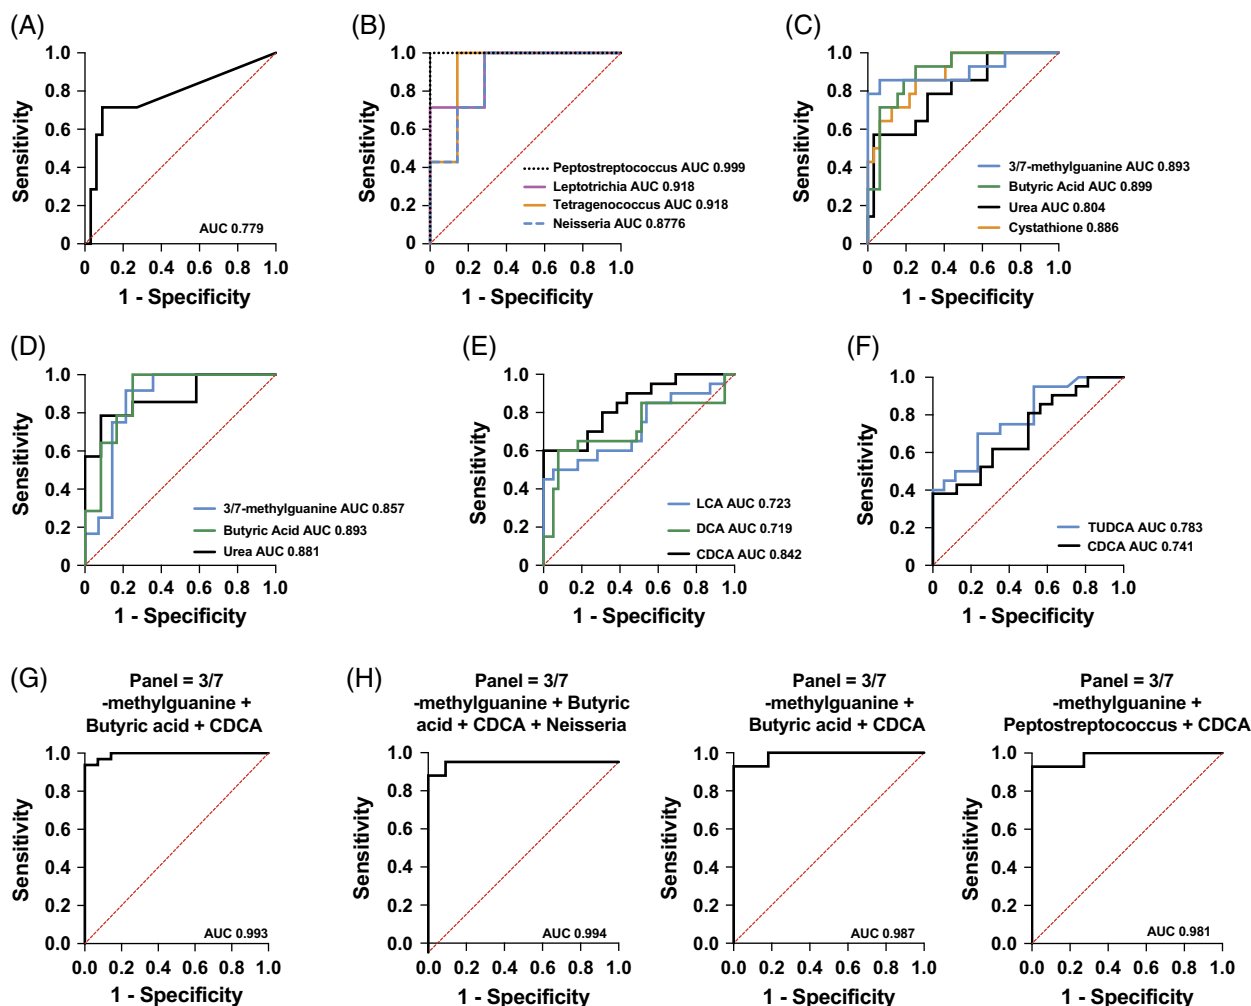 (A)
Sensitivity
1.0
0.8
0.6
0.4
0.2
0
AUC 0.779
0 0.2 0.4 0.6 0.8 1.0
1 - Specificity
(B)
Sensitivity
1.0
0.8
0.6
0.4
0.2
0
Peptostreptococcus AUC 0.999
Leptotrichia AUC 0.918
Tetragenococcus AUC 0.918
Neisseria AUC 0.8776
0 0.2 0.4 0.6 0.8 1.0
1 - Specificity
(C)
Sensitivity
1.0
0.8
0.6
0.4
0.2
0
3/7-methylguanine AUC 0.893
Butyric Acid AUC 0.899
Urea AUC 0.804
Cystathione AUC 0.886
0 0.2 0.4 0.6 0.8 1.0
1 - Specificity
(D)
Sensitivity
1.0
0.8
0.6
0.4
0.2
0
3/7-methylguanine AUC 0.857
Butyric Acid AUC 0.893
Urea AUC 0.881
0 0.2 0.4 0.6 0.8 1.0
1 - Specificity
(E)
Sensitivity
1.0
0.8
0.6
0.4
0.2
0
LCA AUC 0.723
DCA AUC 0.719
CDCA AUC 0.842
0 0.2 0.4 0.6 0.8 1.0
1 - Specificity
(F)
Sensitivity
1.0
0.8
0.6
0.4
0.2
0
TUDCA AUC 0.783
CDCA AUC 0.741
0 0.2 0.4 0.6 0.8 1.0
1 - Specificity
(G)
Panel = 3/7
-methylguanine +
Butyric acid + CDCA
Sensitivity
1.0
0.8
0.6
0.4
0.2
0.0
AUC 0.993
0.0 0.2 0.4 0.6 0.8 1.0
1 - Specificity
(H)
Panel = 3/7
-methylguanine + Butyric
acid + CDCA + Neisseria
Sensitivity
1.0
0.8
0.6
0.4
0.2
0.0
AUC 0.994
0.0 0.2 0.4 0.6 0.8 1.0
1 - Specificity
Panel = 3/7
-methylguanine +
Butyric acid + CDCA
Sensitivity
1.0
0.8
0.6
0.4
0.2
0.0
AUC 0.987
0.0 0.2 0.4 0.6 0.8 1.0
1 - Specificity
Panel = 3/7
-methylguanine +
Peptostreptococcus + CDCA
Sensitivity
1.0
0.8
0.6
0.4
0.2
0.0
AUC 0.981
0.0 0.2 0.4 0.6 0.8 1.0
1 - Specificity